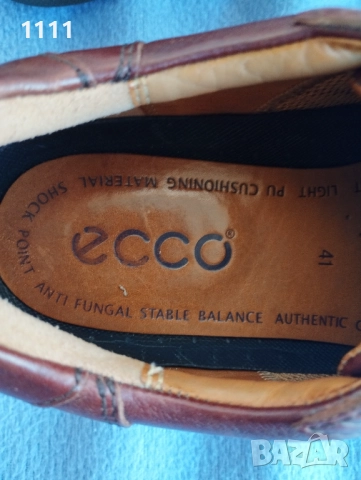 1111
LIGHT PU CUSHIONING MATERIAL SHOCK POINT ANTI FUNGAL STABLE BALANCE AUTHENTIC
ecco®
41
BAZAR